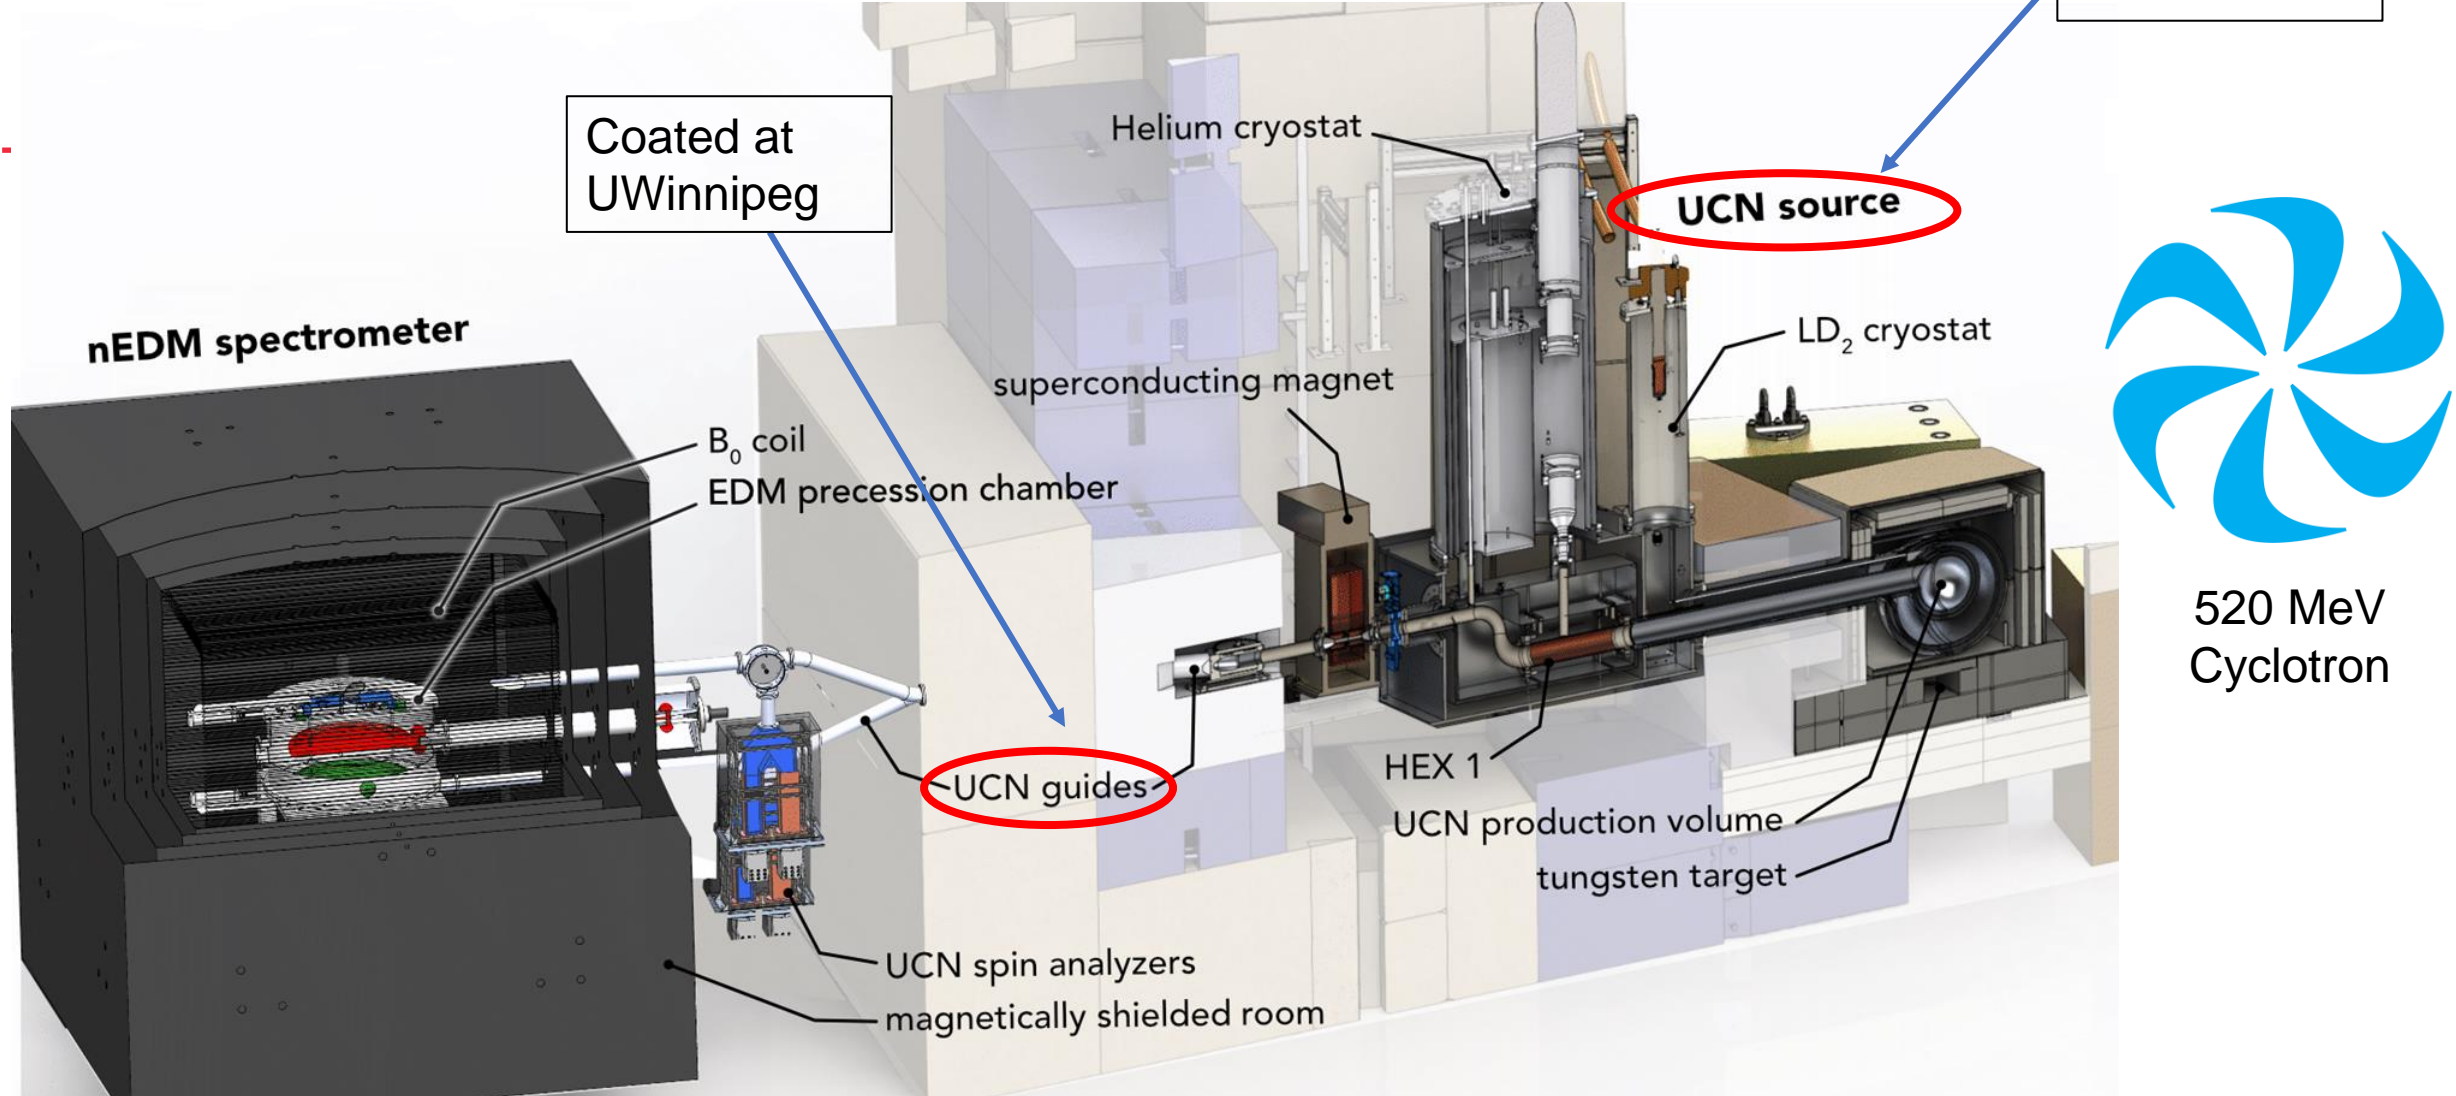 Coated at
UWinnipeg
Helium cryostat
UCN source
nEDM spectrometer
LD₂ cryostat
superconducting magnet
B₀ coil
EDM precession chamber
520 MeV
Cyclotron
UCN guides
HEX 1
UCN production volume
tungsten target
UCN spin analyzers
magnetically shielded room